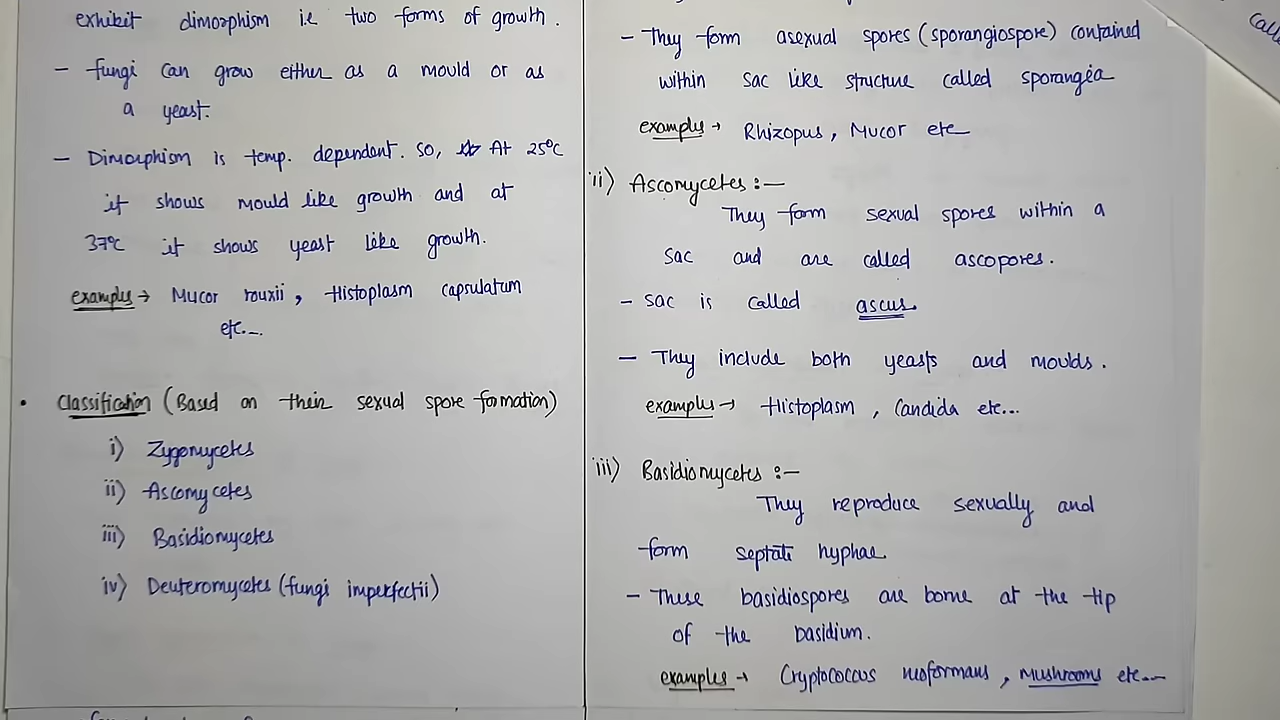 exhibit dimorphism i.e two forms of growth.
- fungi can grow either as a mould or as
a yeast.
- Dimorphism is temp. dependent. So, At 25°C
it shows mould like growth and at
37°C it shows yeast like growth.
examples → Mucor rouxii, Histoplasm capsulatum
etc...
• Classification (Based on their sexual spore formation)
i) Zygomycetes
ii) Ascomycetes
iii) Basidiomycetes
iv) Deuteromycetes (fungi imperfectii)
- They form asexual spores (sporangiospore) contained
within sac like structure called sporangia
examples → Rhizopus, Mucor etc
ii) Ascomycetes :-
They form sexual spores within a
sac and are called ascopores.
- sac is called ascus.
- They include both yeasts and moulds.
examples → Histoplasm, Candida etc...
iii) Basidiomycetes :-
They reproduce sexually and
form septate hyphae
- These basidiospores are borne at the tip
of the basidium.
examples → Cryptococcus neoformans, Mushrooms etc...